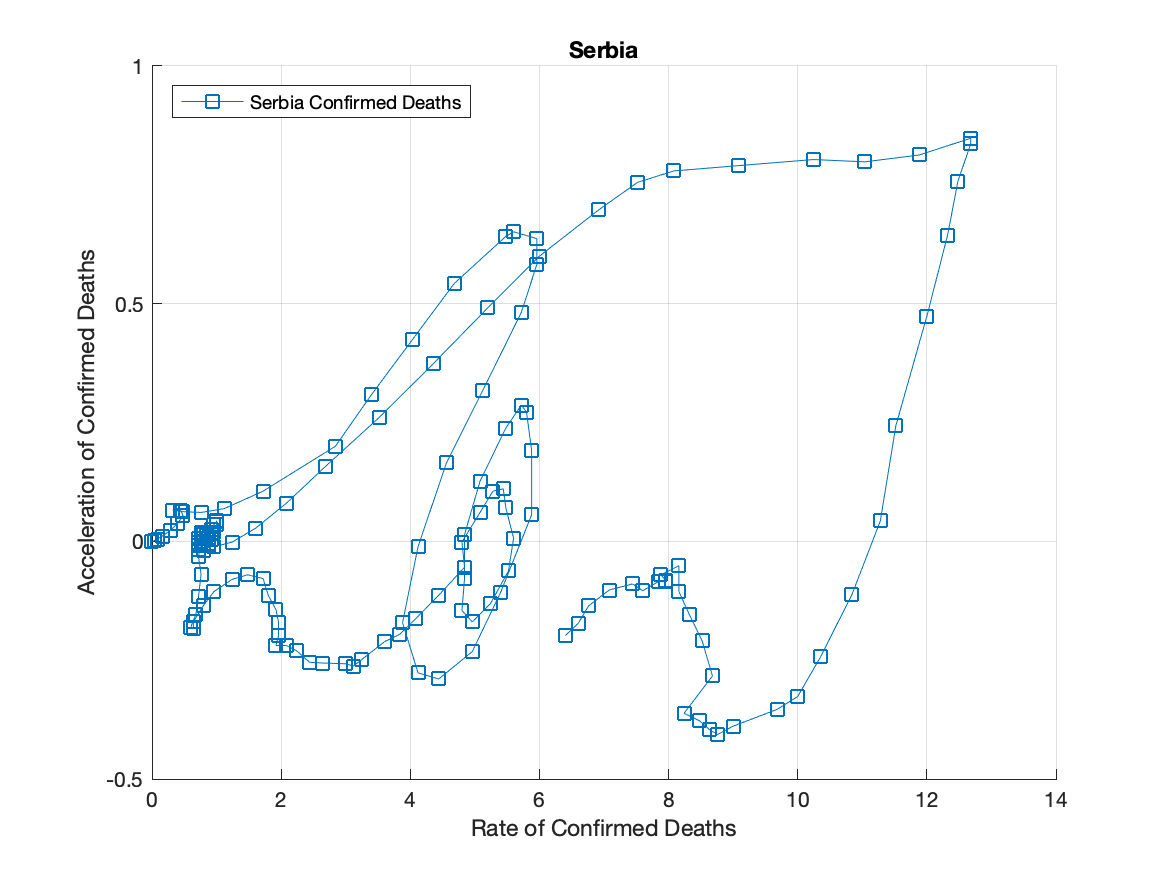 Serbia
Serbia Confirmed Deaths
1
0.5
0
-0.5
Acceleration of Confirmed Deaths
0 2 4 6 8 10 12 14
Rate of Confirmed Deaths